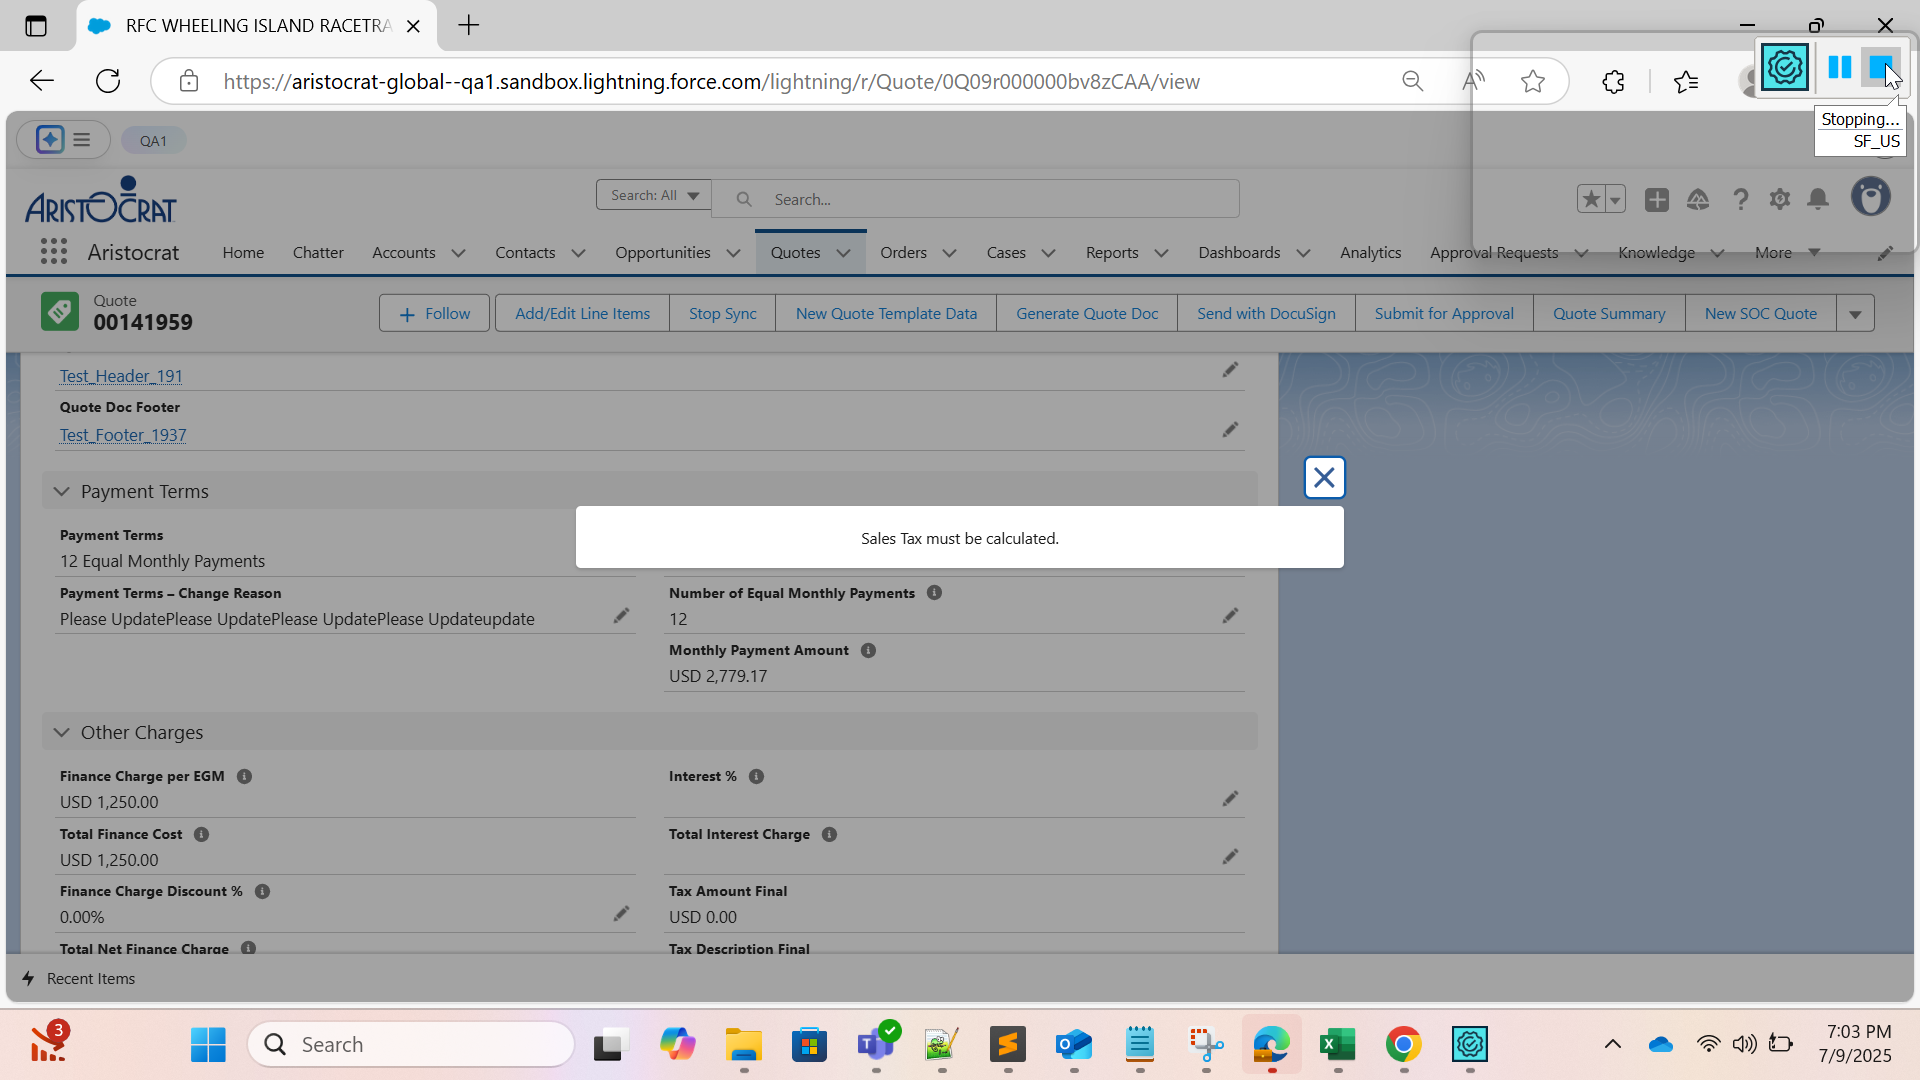 RFC WHEELING ISLAND RACETRA
https://aristocrat-global--qa1.sandbox.lightning.force.com/lightning/r/Quote/0Q09r000000bv8zCAA/view
Stopping...
SF_US
QA1
ARISTOCRAT
Search: All
Search...
Aristocrat
Home
Chatter
Accounts
Contacts
Opportunities
Quotes
Orders
Cases
Reports
Dashboards
Analytics
Approval Requests
Knowledge
More
Quote
00141959
Follow
Add/Edit Line Items
Stop Sync
New Quote Template Data
Generate Quote Doc
Send with DocuSign
Submit for Approval
Quote Summary
New SOC Quote
Test_Header_191
Quote Doc Footer
Test_Footer_1937
Payment Terms
Sales Tax must be calculated.
Payment Terms
12 Equal Monthly Payments
Payment Terms – Change Reason
Please UpdatePlease UpdatePlease UpdatePlease Updateupdate
Number of Equal Monthly Payments
12
Monthly Payment Amount
USD 2,779.17
Other Charges
Finance Charge per EGM
USD 1,250.00
Interest %
Total Finance Cost
USD 1,250.00
Total Interest Charge
Finance Charge Discount %
0.00%
Tax Amount Final
USD 0.00
Total Net Finance Charge
Tax Description Final
Recent Items
3
Search
7:03 PM
7/9/2025